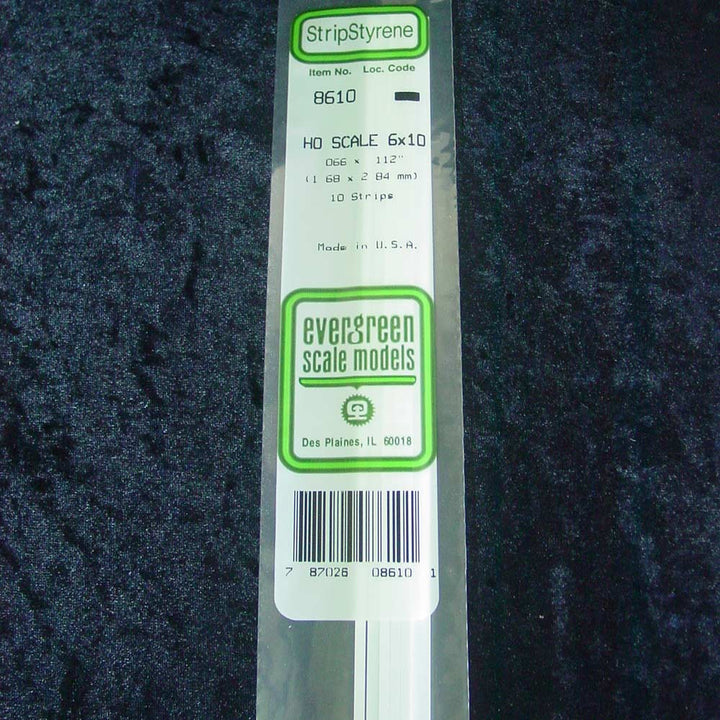 StripStyrene
Item No. Loc. Code
8610
HO SCALE 6x10
066 x 112"
(1 68 x 2 84 mm)
10 Strips
Made in U.S.A.
evergreen
scale models
Des Plaines, IL 60018
7 87026 08610 1